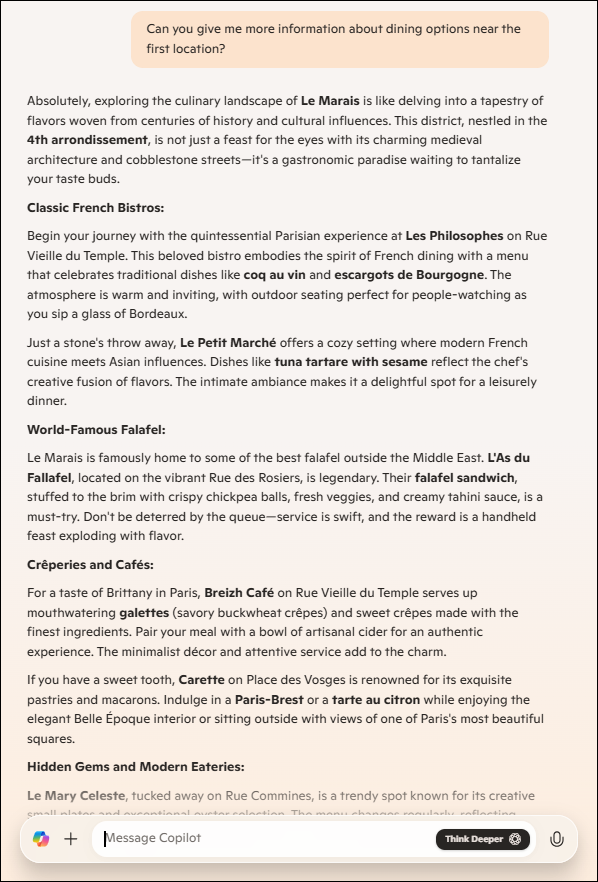 Can you give me more information about dining options near the
first location?
Absolutely, exploring the culinary landscape of Le Marais is like delving into a tapestry of
flavors woven from centuries of history and cultural influences. This district, nestled in the
4th arrondissement, is not just a feast for the eyes with its charming medieval
architecture and cobblestone streets—it's a gastronomic paradise waiting to tantalize
your taste buds.
Classic French Bistros:
Begin your journey with the quintessential Parisian experience at Les Philosophes on Rue
Vieille du Temple. This beloved bistro embodies the spirit of French dining with a menu
that celebrates traditional dishes like coq au vin and escargots de Bourgogne. The
atmosphere is warm and inviting, with outdoor seating perfect for people-watching as
you sip a glass of Bordeaux.
Just a stone's throw away, Le Petit Marché offers a cozy setting where modern French
cuisine meets Asian influences. Dishes like tuna tartare with sesame reflect the chef's
creative fusion of flavors. The intimate ambiance makes it a delightful spot for a leisurely
dinner.
World-Famous Falafel:
Le Marais is famously home to some of the best falafel outside the Middle East. L'As du
Fallafel, located on the vibrant Rue des Rosiers, is legendary. Their falafel sandwich,
stuffed to the brim with crispy chickpea balls, fresh veggies, and creamy tahini sauce, is a
must-try. Don't be deterred by the queue—service is swift, and the reward is a handheld
feast exploding with flavor.
Crêperies and Cafés:
For a taste of Brittany in Paris, Breizh Café on Rue Vieille du Temple serves up
mouthwatering galettes (savory buckwheat crêpes) and sweet crêpes made with the
finest ingredients. Pair your meal with a bowl of artisanal cider for an authentic
experience. The minimalist décor and attentive service add to the charm.
If you have a sweet tooth, Carette on Place des Vosges is renowned for its exquisite
pastries and macarons. Indulge in a Paris-Brest or a tarte au citron while enjoying the
elegant Belle Époque interior or sitting outside with views of one of Paris's most beautiful
squares.
Hidden Gems and Modern Eateries:
Le Mary Celeste, tucked away on Rue Commines, is a trendy spot known for its creative
small plates and exceptional oyster selection. The menu changes regularly, reflecting
Message Copilot
Think Deeper